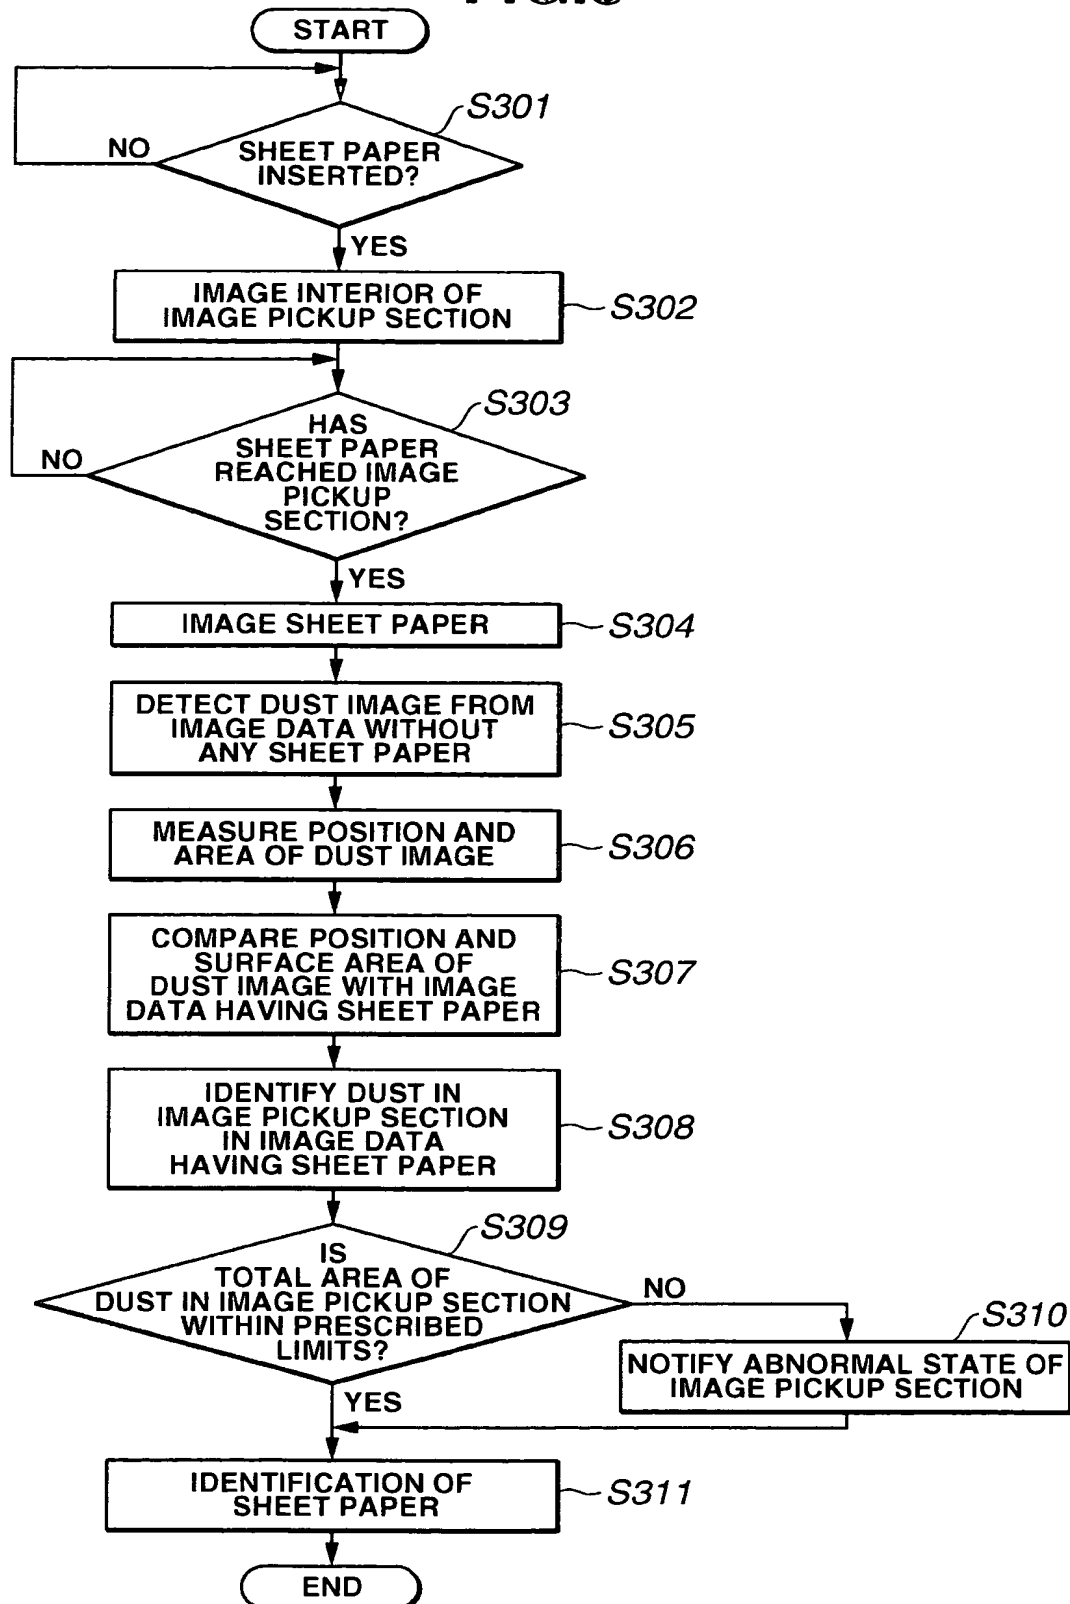 START
S301
NO
SHEET PAPER
INSERTED?
YES
IMAGE INTERIOR OF
IMAGE PICKUP SECTION
S302
S303
HAS
SHEET PAPER
REACHED IMAGE
PICKUP
SECTION?
NO
YES
IMAGE SHEET PAPER
S304
DETECT DUST IMAGE FROM
IMAGE DATA WITHOUT
ANY SHEET PAPER
S305
MEASURE POSITION AND
AREA OF DUST IMAGE
S306
COMPARE POSITION AND
SURFACE AREA OF
DUST IMAGE WITH IMAGE
DATA HAVING SHEET PAPER
S307
IDENTIFY DUST IN
IMAGE PICKUP SECTION
IN IMAGE DATA
HAVING SHEET PAPER
S308
S309
IS
TOTAL AREA OF
DUST IN IMAGE PICKUP SECTION
WITHIN PRESCRIBED
LIMITS?
NO
S310
NOTIFY ABNORMAL STATE OF
IMAGE PICKUP SECTION
YES
IDENTIFICATION OF
SHEET PAPER
S311
END